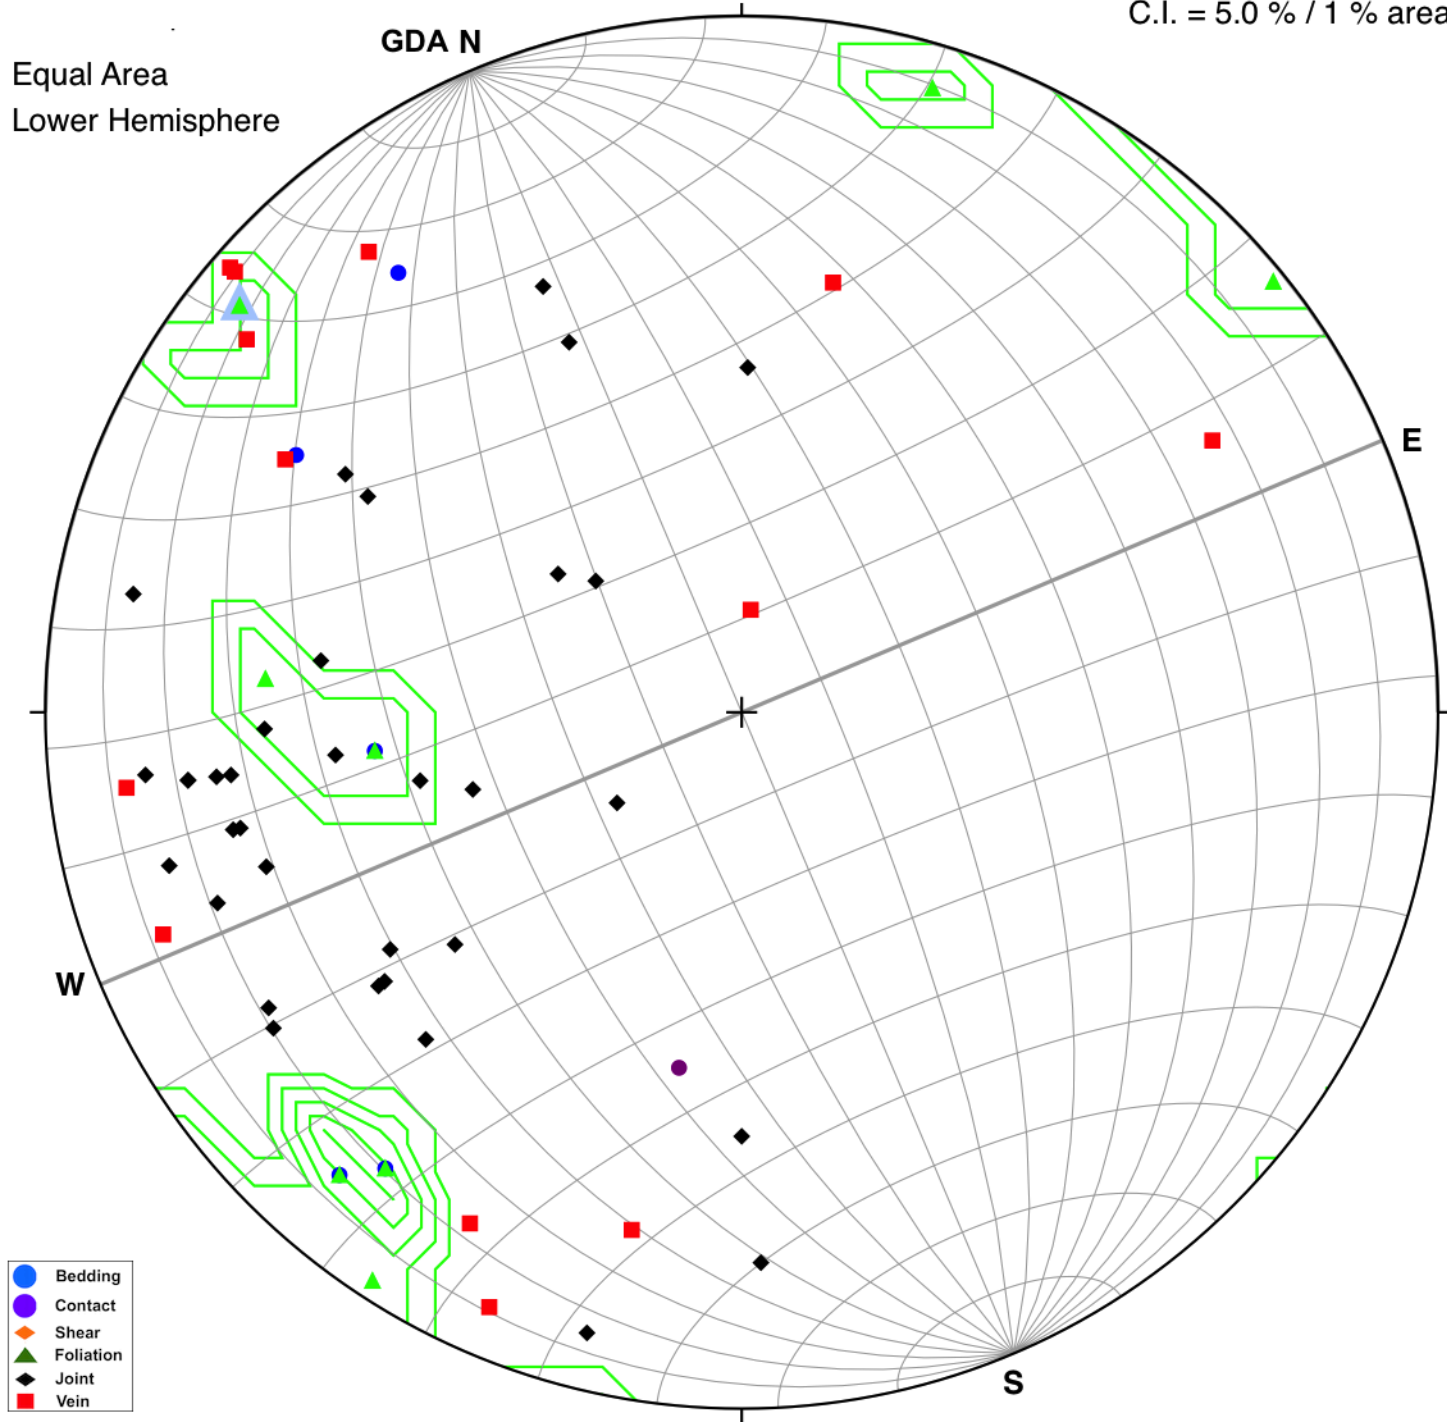 C.I. = 5.0 % / 1 % area
GDA N
Equal Area
Lower Hemisphere
E
W
S
Bedding
Contact
Shear
Foliation
Joint
Vein